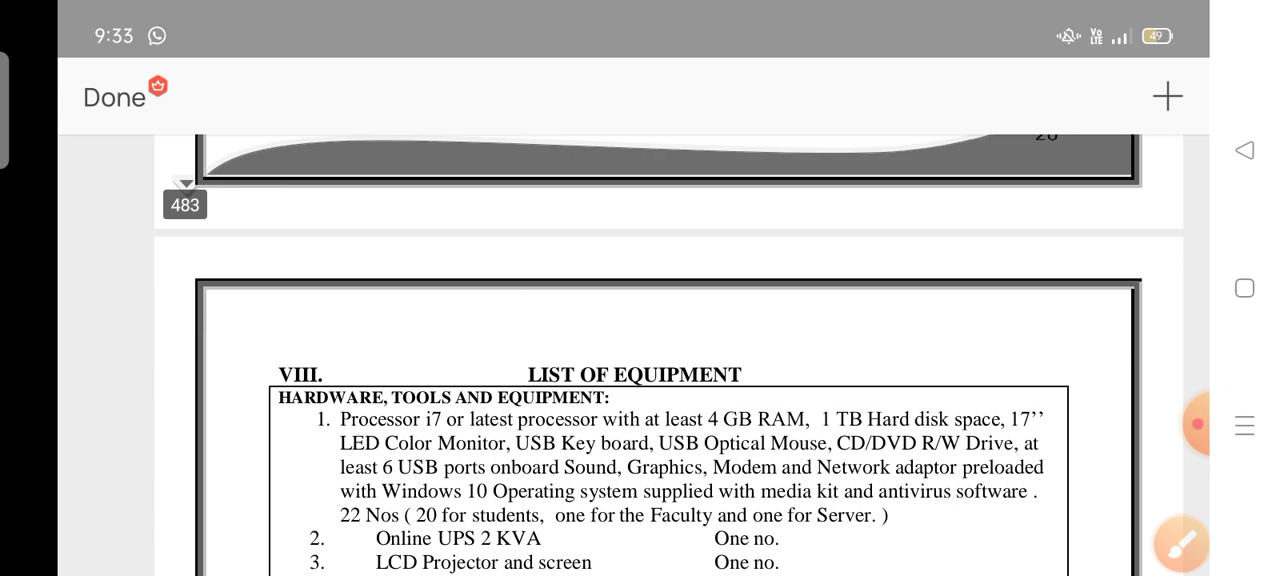 9:33 Vo LTE 49
Done
483
VIII. LIST OF EQUIPMENT
HARDWARE, TOOLS AND EQUIPMENT:
1. Processor i7 or latest processor with at least 4 GB RAM, 1 TB Hard disk space, 17’’
LED Color Monitor, USB Key board, USB Optical Mouse, CD/DVD R/W Drive, at
least 6 USB ports onboard Sound, Graphics, Modem and Network adaptor preloaded
with Windows 10 Operating system supplied with media kit and antivirus software .
22 Nos ( 20 for students, one for the Faculty and one for Server. )
2. Online UPS 2 KVA One no.
3. LCD Projector and screen One no.